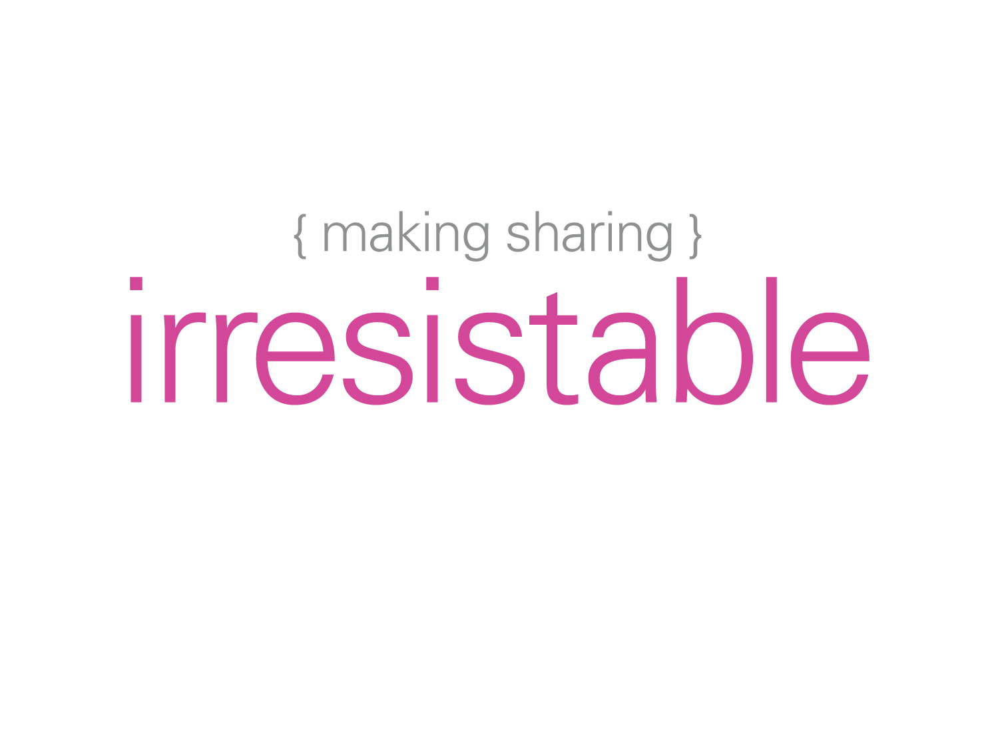 { making sharing }
irresistable